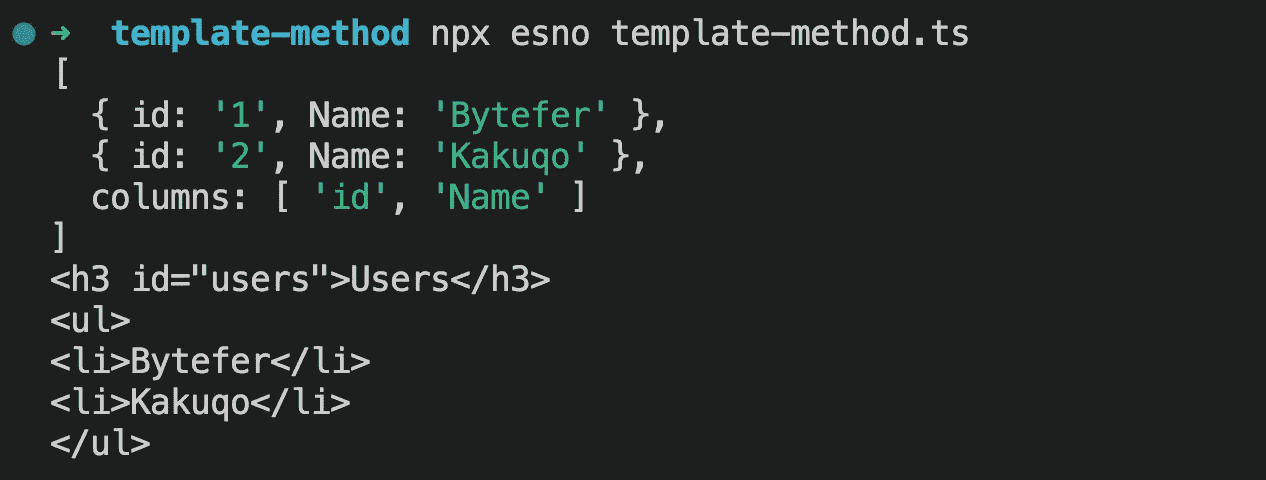 ➜  template-method npx esno template-method.ts
[
  { id: '1', Name: 'Bytefer' },
  { id: '2', Name: 'Kakuqo' },
  columns: [ 'id', 'Name' ]
]
<h3 id="users">Users</h3>
<ul>
<li>Bytefer</li>
<li>Kakuqo</li>
</ul>